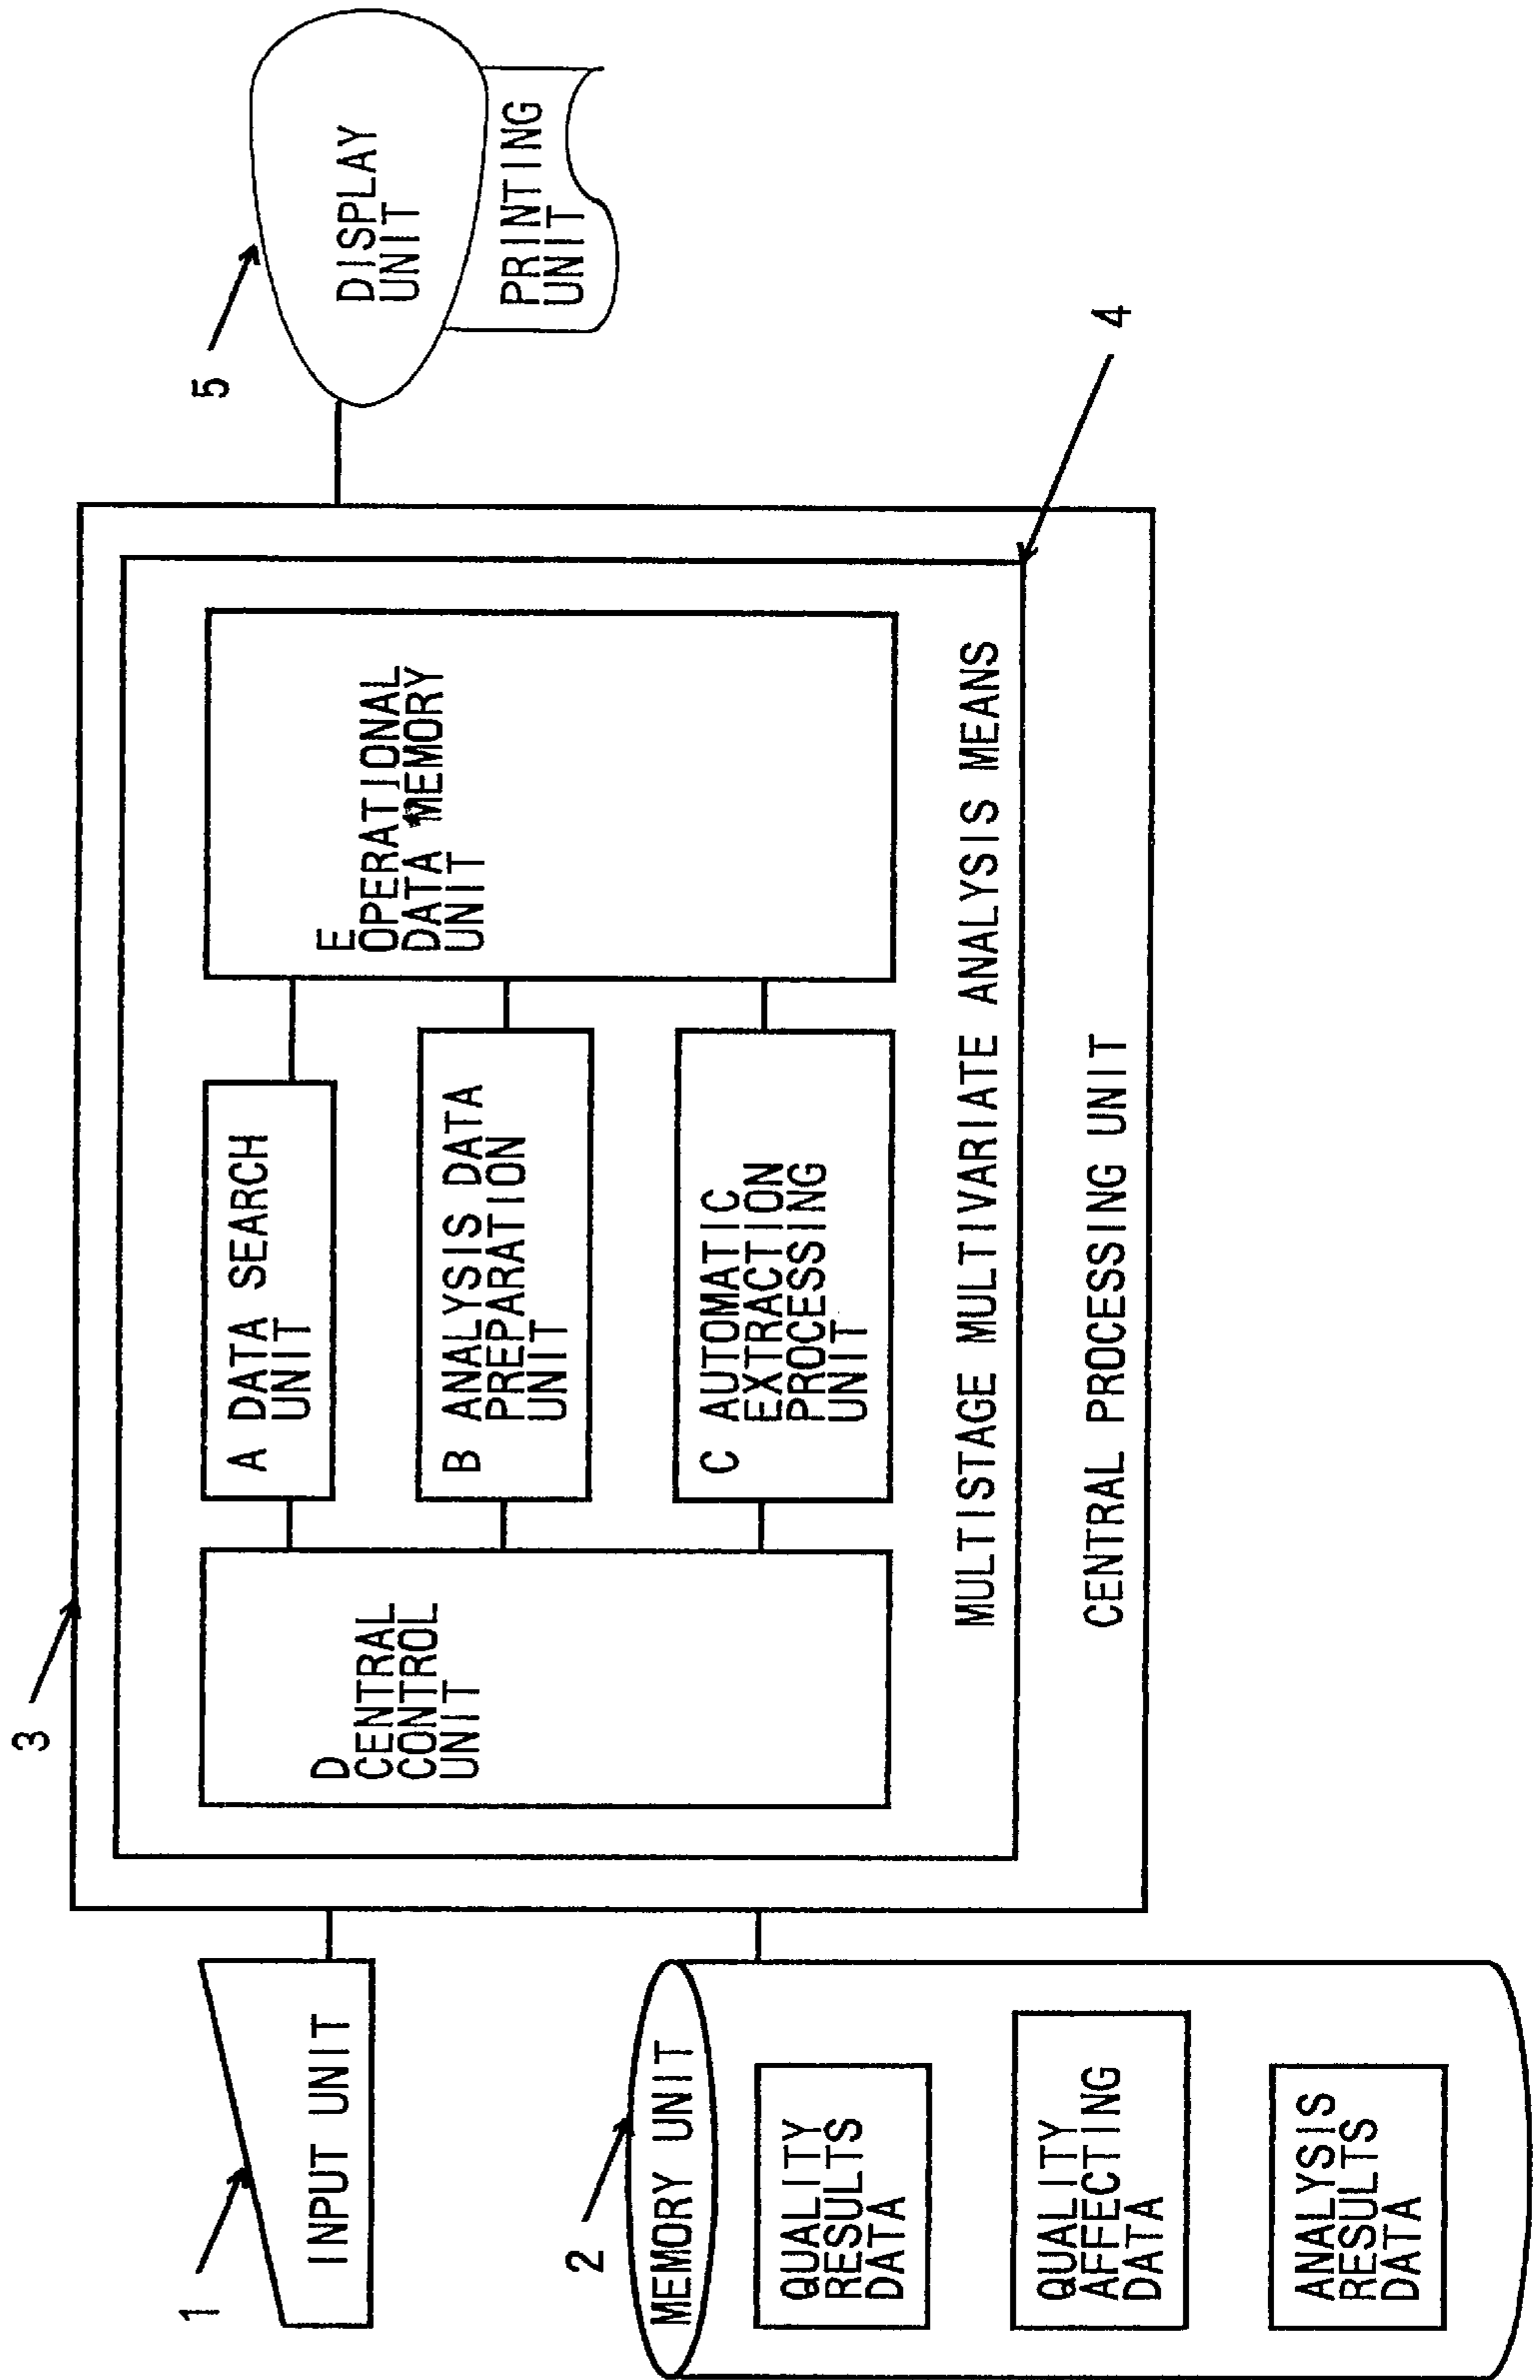 1
INPUT UNIT
2
MEMORY UNIT
QUALITY
RESULTS
DATA
QUALITY
AFFECTING
DATA
ANALYSIS
RESULTS
DATA
3
D
CENTRAL
CONTROL
UNIT
A DATA SEARCH
UNIT
B ANALYSIS DATA
PREPARATION
UNIT
C AUTOMATIC
EXTRACTION
PROCESSING
UNIT
E
OPERATIONAL
DATA MEMORY
UNIT
MULTISTAGE MULTIVARIATE ANALYSIS MEANS
CENTRAL PROCESSING UNIT
4
5
DISPLAY
UNIT
PRINTING
UNIT